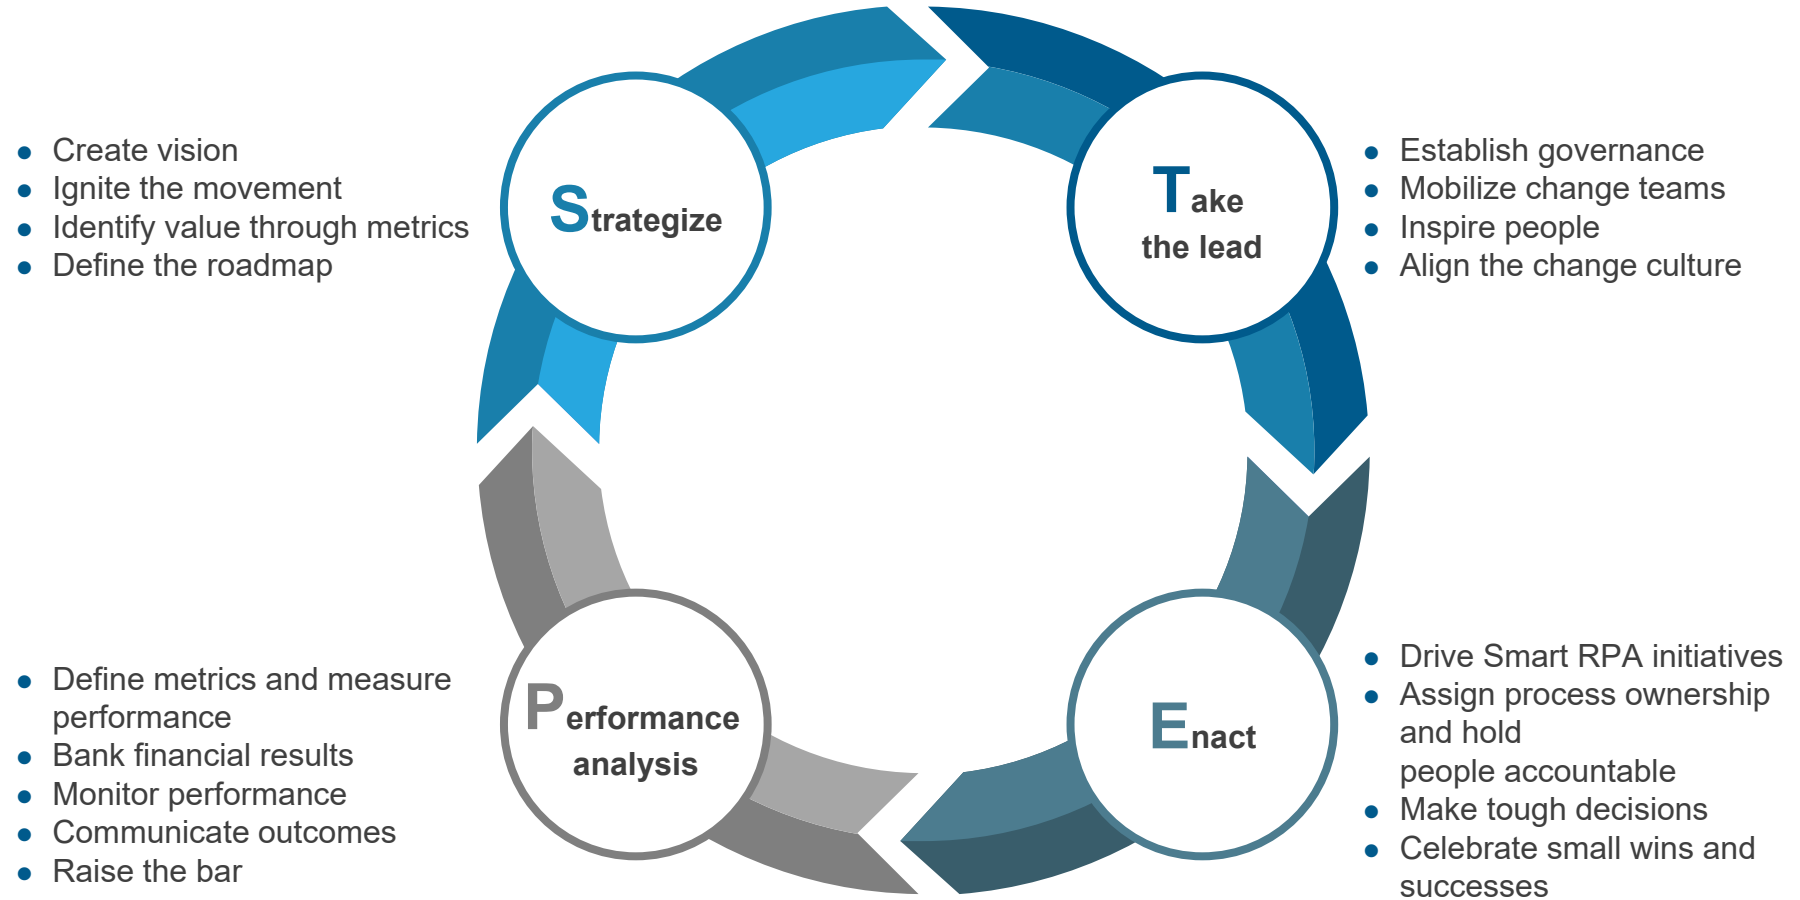 Strategize
• Create vision
• Ignite the movement
• Identify value through metrics
• Define the roadmap
Take
the lead
• Establish governance
• Mobilize change teams
• Inspire people
• Align the change culture
Enact
• Drive Smart RPA initiatives
• Assign process ownership
and hold
people accountable
• Make tough decisions
• Celebrate small wins and
successes
Performance
analysis
• Define metrics and measure
performance
• Bank financial results
• Monitor performance
• Communicate outcomes
• Raise the bar